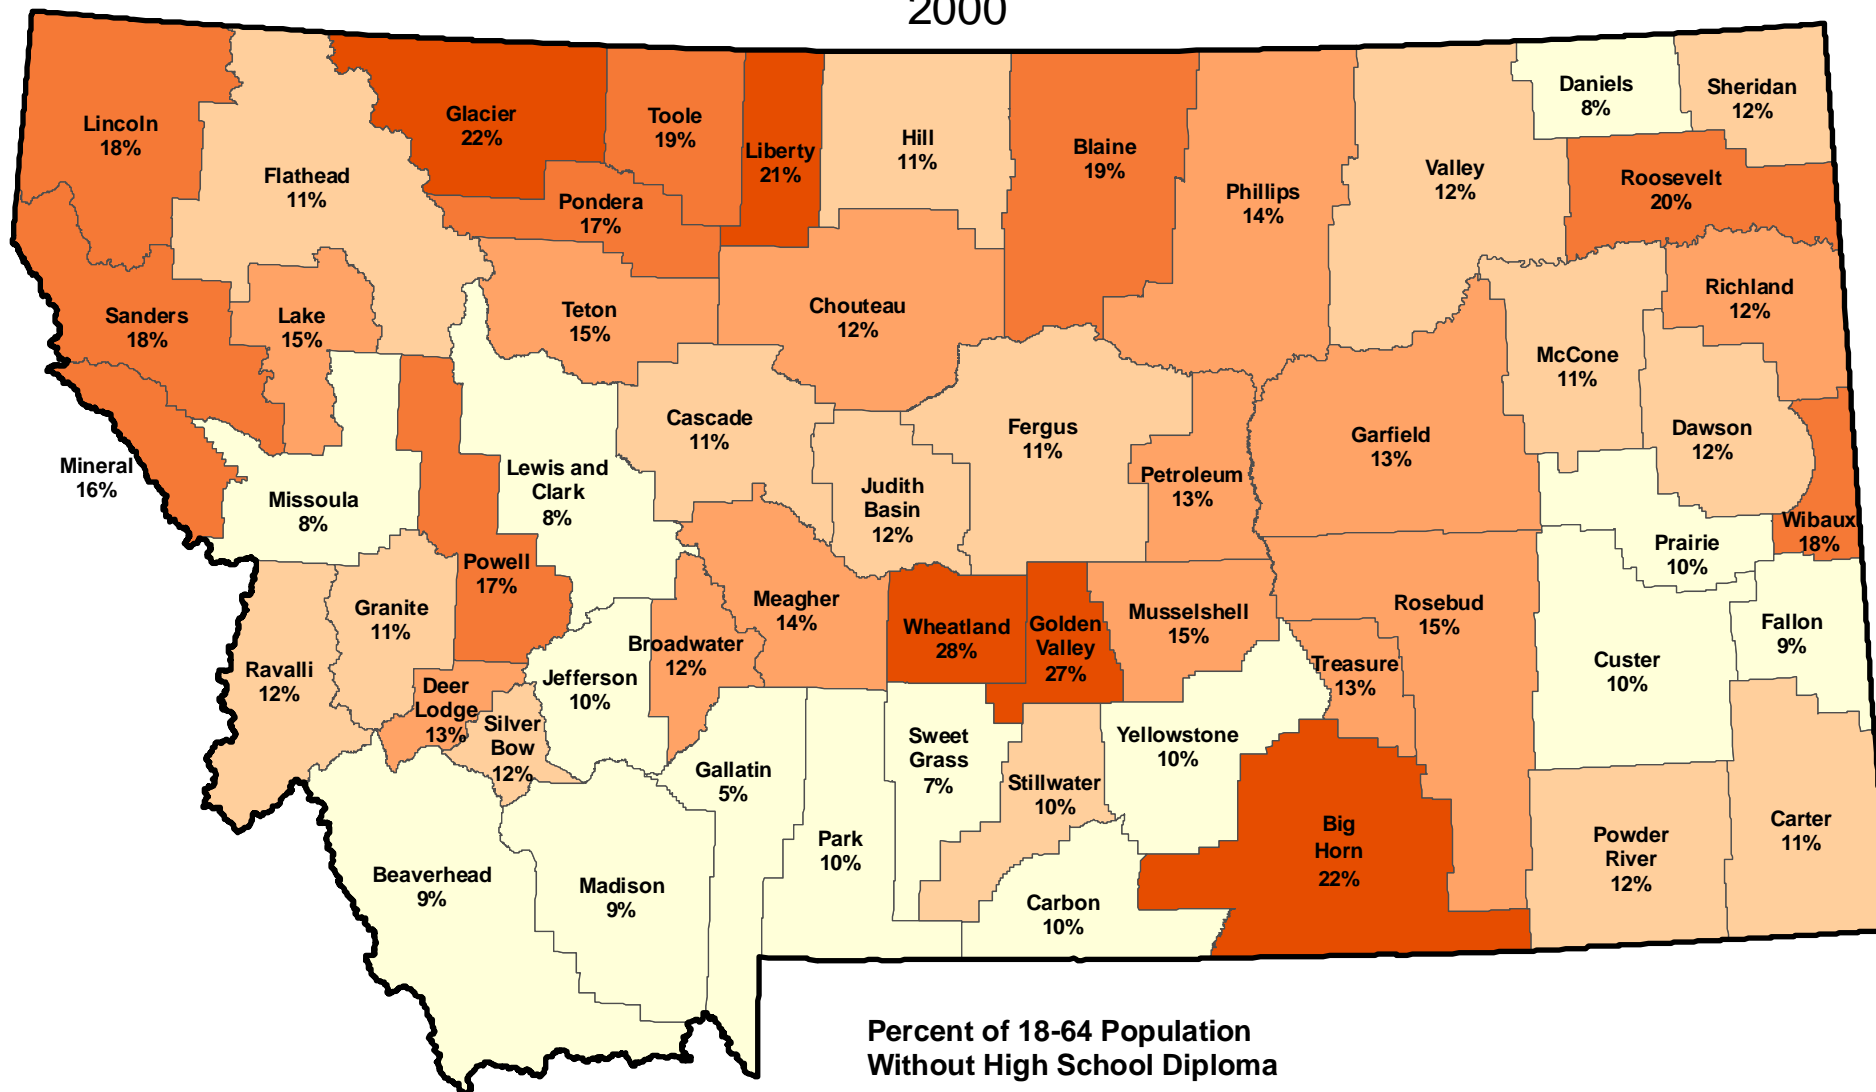 2000
Lincoln
18%
Flathead
11%
Glacier
22%
Toole
19%
Liberty
21%
Hill
11%
Blaine
19%
Phillips
14%
Valley
12%
Daniels
8%
Sheridan
12%
Roosevelt
20%
Pondera
17%
Sanders
18%
Lake
15%
Teton
15%
Chouteau
12%
Richland
12%
McCone
11%
Dawson
12%
Garfield
13%
Cascade
11%
Fergus
11%
Petroleum
13%
Mineral
16%
Missoula
8%
Lewis and
Clark
8%
Judith
Basin
12%
Wibaux
18%
Prairie
10%
Powell
17%
Granite
11%
Meagher
14%
Broadwater
12%
Wheatland
28%
Golden
Valley
27%
Musselshell
15%
Rosebud
15%
Treasure
13%
Custer
10%
Fallon
9%
Ravalli
12%
Deer
Lodge
13%
Silver
Bow
12%
Jefferson
10%
Gallatin
5%
Sweet
Grass
7%
Stillwater
10%
Yellowstone
10%
Big
Horn
22%
Powder
River
12%
Carter
11%
Beaverhead
9%
Madison
9%
Park
10%
Carbon
10%
Percent of 18-64 Population
Without High School Diploma